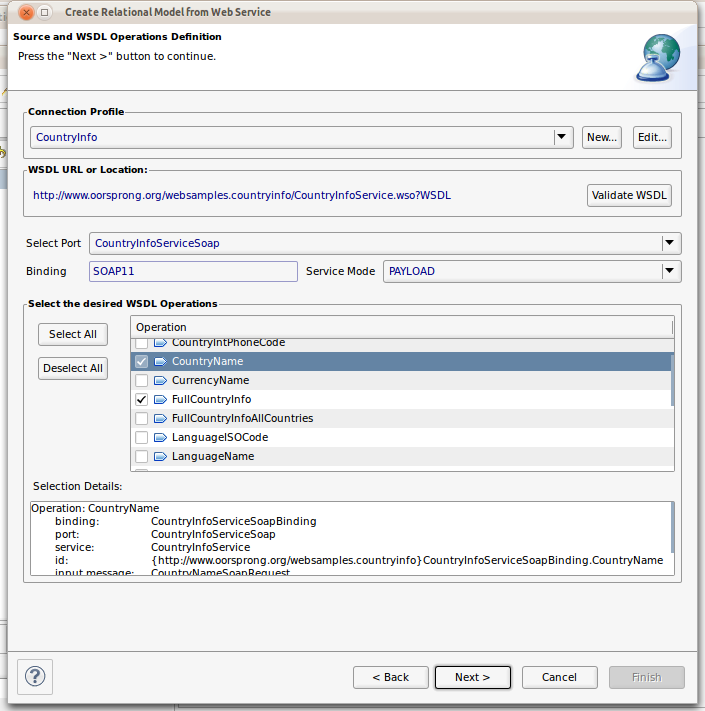 Create Relational Model from Web Service
Source and WSDL Operations Definition
Press the "Next >" button to continue.
Connection Profile
CountryInfo
New...
Edit...
WSDL URL or Location:
http://www.oorsprong.org/websamples.countryinfo/CountryInfoService.wso?WSDL
Validate WSDL
Select Port
CountryInfoServiceSoap
Binding
SOAP11
Service Mode
PAYLOAD
Select the desired WSDL Operations
Select All
Deselect All
Operation
CountryIntPhoneCode
CountryName
CurrencyName
FullCountryInfo
FullCountryInfoAllCountries
LanguageISOCode
LanguageName
Selection Details:
Operation: CountryName
binding: CountryInfoServiceSoapBinding
port: CountryInfoServiceSoap
service: CountryInfoService
id: {http://www.oorsprong.org/websamples.countryinfo}CountryInfoServiceSoapBinding.CountryName
input message: CountryNameSoapRequest
?
< Back
Next >
Cancel
Finish